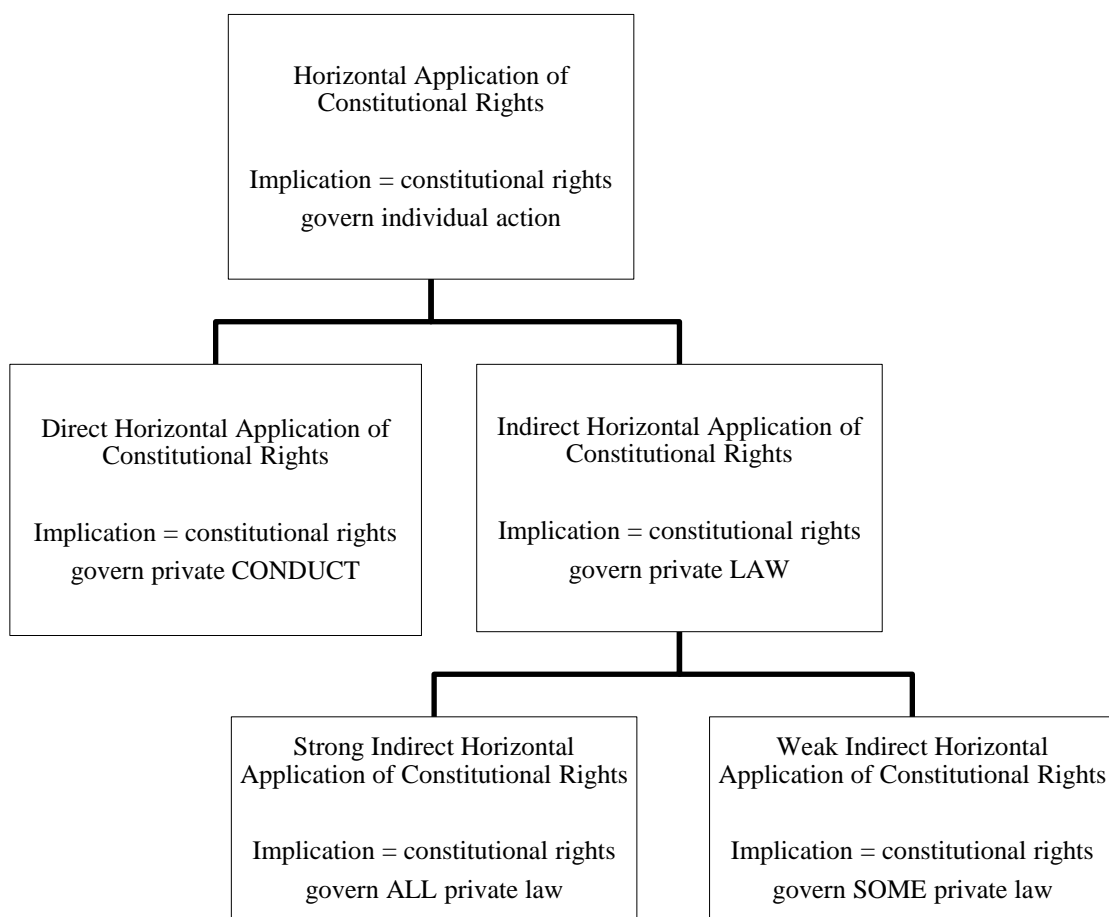 Horizontal Application of
Constitutional Rights
Implication = constitutional rights
govern individual action
Direct Horizontal Application of
Constitutional Rights
Implication = constitutional rights
govern private CONDUCT
Indirect Horizontal Application of
Constitutional Rights
Implication = constitutional rights
govern private LAW
Strong Indirect Horizontal
Application of Constitutional Rights
Implication = constitutional rights
govern ALL private law
Weak Indirect Horizontal
Application of Constitutional Rights
Implication = constitutional rights
govern SOME private law